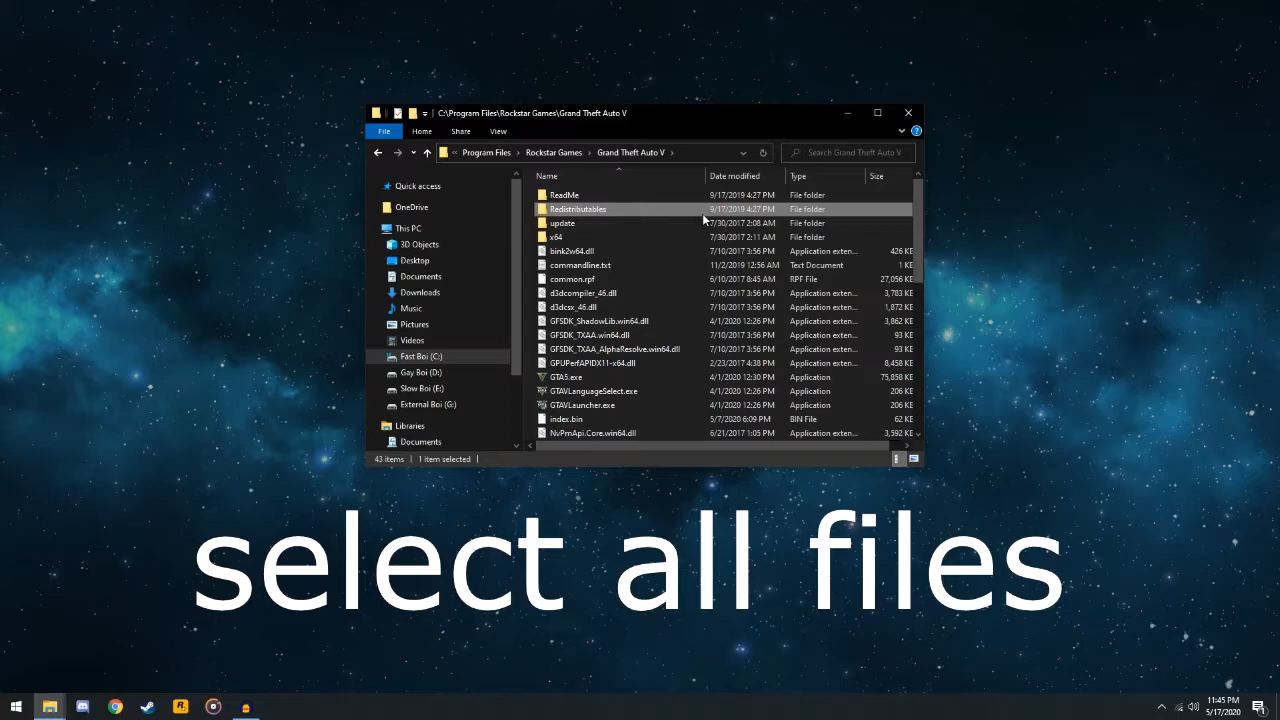 C:\Program Files\Rockstar Games\Grand Theft Auto V
File Home Share View
Program Files Rockstar Games Grand Theft Auto V Search Grand Theft Auto V
Name Date modified Type Size
Quick access
OneDrive
This PC
3D Objects
Desktop
Documents
Downloads
Music
Pictures
Videos
Fast Boi (C:)
Gay Boi (D:)
Slow Boi (E:)
External Boi (G:)
Libraries
Documents
ReadMe 9/17/2019 4:27 PM File folder
Redistributables 9/17/2019 4:27 PM File folder
update 7/30/2017 2:08 AM File folder
x64 7/30/2017 2:11 AM File folder
bink2w64.dll 7/10/2017 3:56 PM Application exten... 426 KB
commandline.txt 11/2/2019 12:56 AM Text Document 1 KB
common.rpf 6/10/2017 8:45 AM RPF File 27,056 KB
d3dcompiler_46.dll 7/10/2017 3:56 PM Application exten... 3,783 KB
d3dcsx_46.dll 7/10/2017 3:56 PM Application exten... 1,872 KB
GFSDK_ShadowLib.win64.dll 4/1/2020 12:26 PM Application exten... 3,862 KB
GFSDK_TXAA.win64.dll 7/10/2017 3:56 PM Application exten... 93 KB
GFSDK_TXAA_AlphaResolve.win64.dll 7/10/2017 3:56 PM Application exten... 93 KB
GPUPerfAPIDX11-x64.dll 2/23/2017 4:38 PM Application exten... 8,458 KB
GTA5.exe 4/1/2020 12:30 PM Application 75,858 KB
GTAVLanguageSelect.exe 4/1/2020 12:26 PM Application 206 KB
GTAVLauncher.exe 4/1/2020 12:26 PM Application 206 KB
index.bin 5/7/2020 6:09 PM BIN File 62 KB
NvPmApi.Core.win64.dll 6/21/2017 1:05 PM Application exten... 3,592 KB
43 items 1 item selected
select all files
11:45 PM
5/17/2020